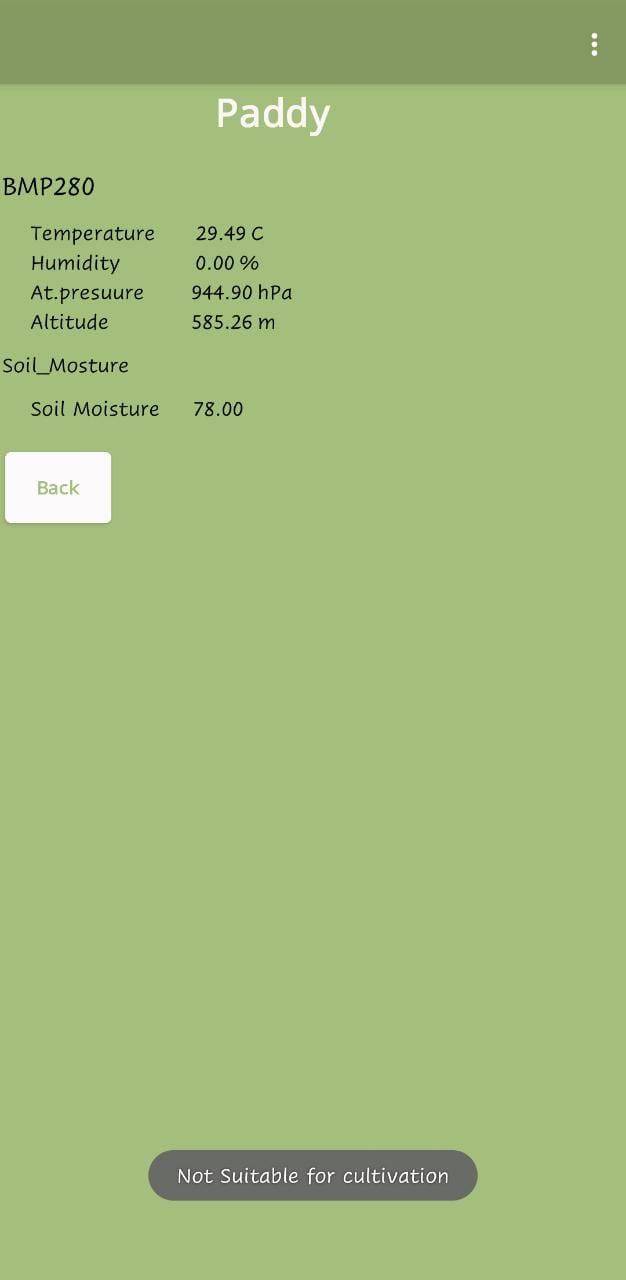 Paddy
BMP280
Temperature 29.49 C
Humidity 0.00 %
At.presuure 944.90 hPa
Altitude 585.26 m
Soil_Mosture
Soil Moisture 78.00
Back
Not Suitable for cultivation